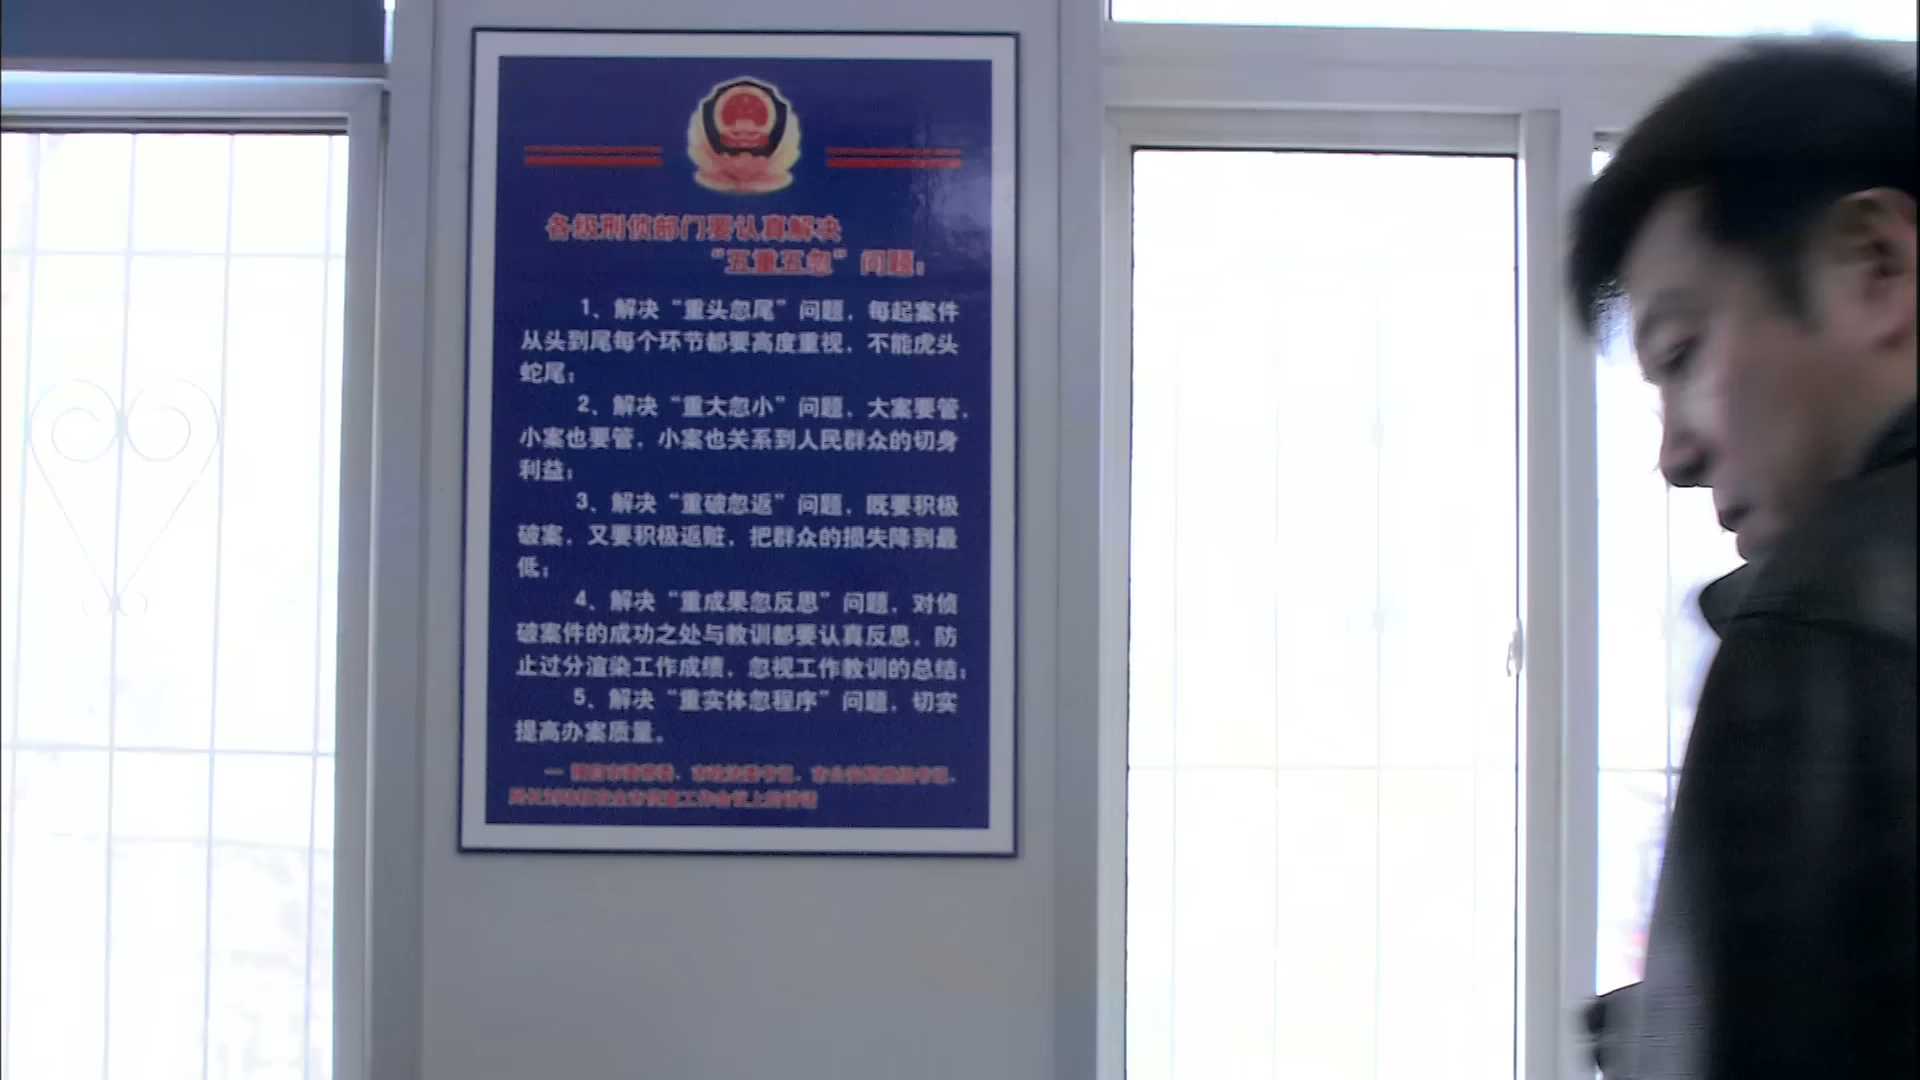 各级刑侦部门要认真解决
“五重五忽”问题：
1、解决“重头忽尾”问题，每起案件
从头到尾每个环节都要高度重视，不能虎头
蛇尾；
2、解决“重大忽小”问题，大案要管，
小案也要管，小案也关系到人民群众的切身
利益；
3、解决“重破忽返”问题，既要积极
破案，又要积极返赃，把群众的损失降到最
低；
4、解决“重成果忽反思”问题，对侦
破案件的成功之处与教训都要认真反思，防
止过分渲染工作成绩，忽视工作教训的总结；
5、解决“重实体忽程序”问题，切实
提高办案质量。